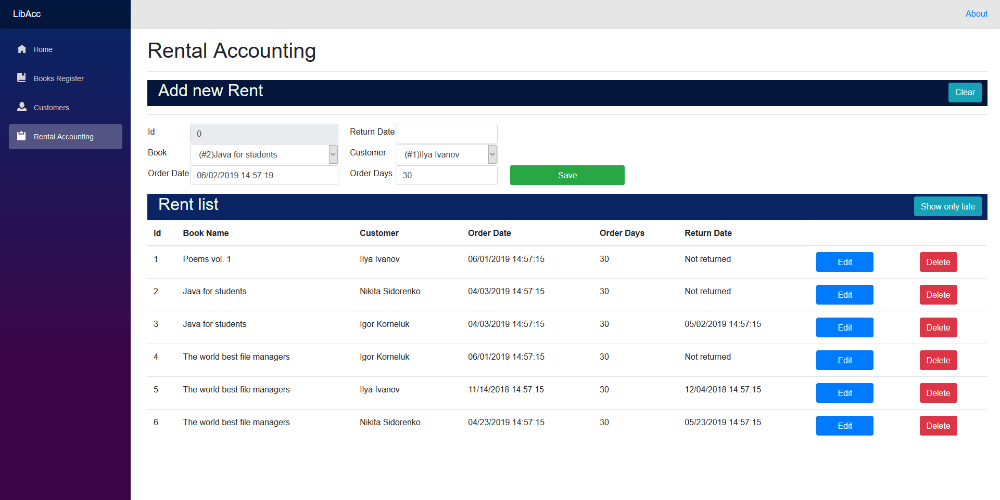 LibAcc
About
Home
Books Register
Customers
Rental Accounting
Rental Accounting
Add new Rent Clear
Id 0 Return Date
Book (#2)Java for students Customer (#1)Ilya Ivanov
Order Date 06/02/2019 14:57:19 Order Days 30 Save
Rent list Show only late
Id Book Name Customer Order Date Order Days Return Date
1 Poems vol. 1 Ilya Ivanov 06/01/2019 14:57:15 30 Not returned Edit Delete
2 Java for students Nikita Sidorenko 04/03/2019 14:57:15 30 Not returned Edit Delete
3 Java for students Igor Korneluk 04/03/2019 14:57:15 30 05/02/2019 14:57:15 Edit Delete
4 The world best file managers Igor Korneluk 06/01/2019 14:57:15 30 Not returned Edit Delete
5 The world best file managers Ilya Ivanov 11/14/2018 14:57:15 30 12/04/2018 14:57:15 Edit Delete
6 The world best file managers Nikita Sidorenko 04/23/2019 14:57:15 30 05/23/2019 14:57:15 Edit Delete